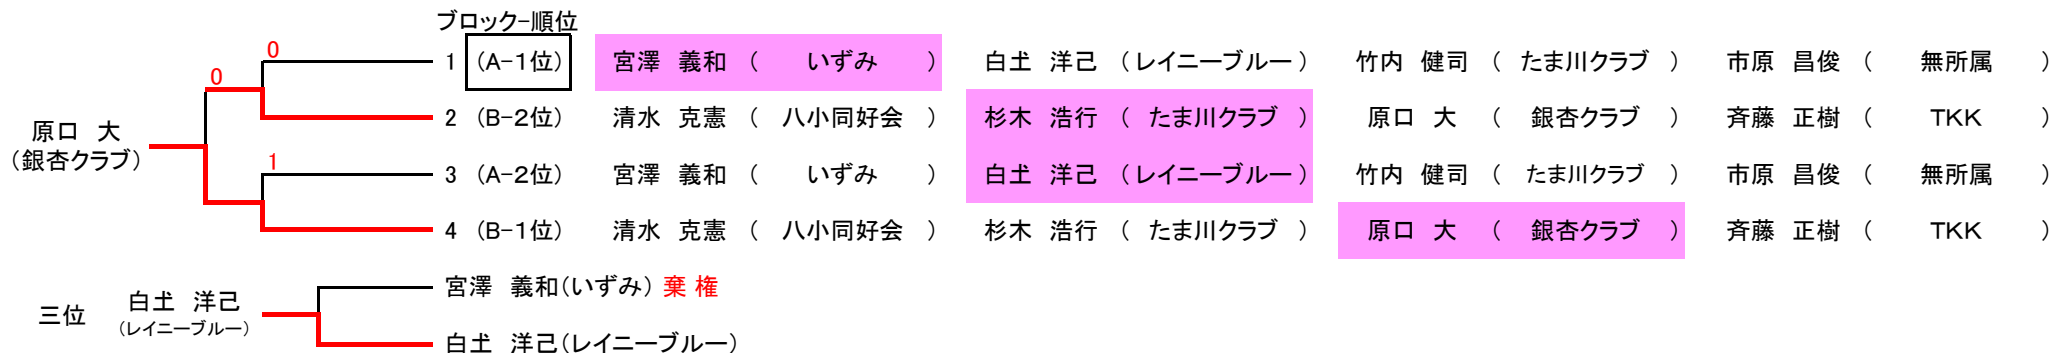 ブロック-順位
0
1 (A-1位) 宮澤 義和 ( いずみ ) 白圡 洋己 (レイニーブルー) 竹内 健司 ( たま川クラブ ) 市原 昌俊 ( 無所属 )
0
2 (B-2位) 清水 克憲 ( 八小同好会 ) 杉木 浩行 ( たま川クラブ ) 原口 大 ( 銀杏クラブ ) 斉藤 正樹 ( TKK )
原口 大
(銀杏クラブ)
1
3 (A-2位) 宮澤 義和 ( いずみ ) 白圡 洋己 (レイニーブルー) 竹内 健司 ( たま川クラブ ) 市原 昌俊 ( 無所属 )
4 (B-1位) 清水 克憲 ( 八小同好会 ) 杉木 浩行 ( たま川クラブ ) 原口 大 ( 銀杏クラブ ) 斉藤 正樹 ( TKK )
宮澤 義和(いずみ) 棄 権
三位 白圡 洋己
(レイニーブルー)
白圡 洋己(レイニーブルー)